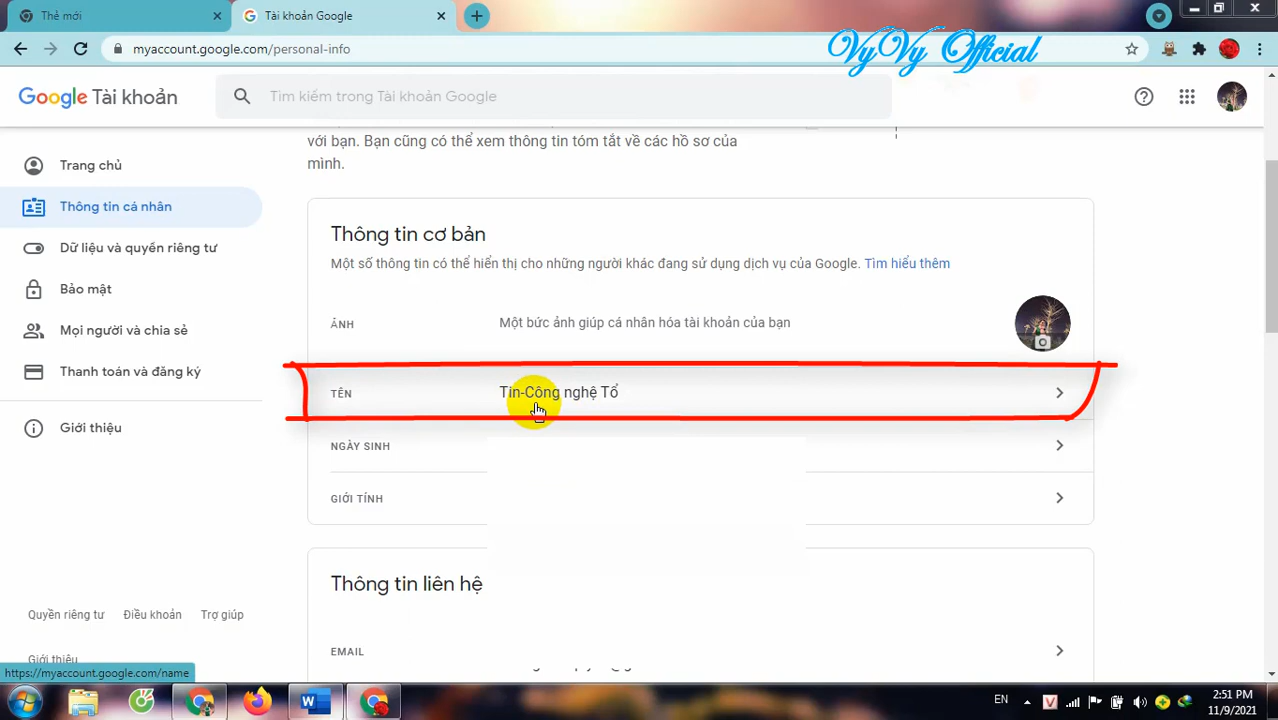 Thẻ mới
Tài khoản Google
myaccount.google.com/personal-info
VyVy Official
Google Tài khoản
Tìm kiếm trong Tài khoản Google
với bạn. Bạn cũng có thể xem thông tin tóm tắt về các hồ sơ của
mình.
Trang chủ
Thông tin cá nhân
Dữ liệu và quyền riêng tư
Bảo mật
Mọi người và chia sẻ
Thanh toán và đăng ký
Giới thiệu
Thông tin cơ bản
Một số thông tin có thể hiển thị cho những người khác đang sử dụng dịch vụ của Google. Tìm hiểu thêm
ẢNH
Một bức ảnh giúp cá nhân hóa tài khoản của bạn
TÊN
Tin-Công nghệ Tổ
NGÀY SINH
GIỚI TÍNH
Thông tin liên hệ
EMAIL
Quyền riêng tư Điều khoản Trợ giúp
Giới thiệu
https://myaccount.google.com/name
EN
2:51 PM
11/9/2021